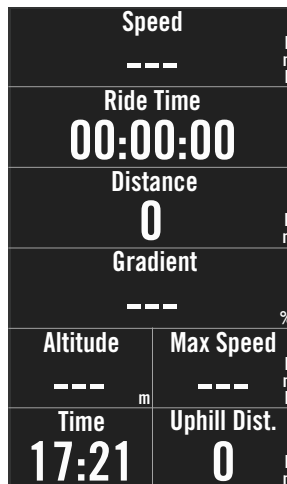 Speed
---
Ride Time
00:00:00
Distance
0
Gradient
---
%
Altitude Max Speed
--- m ---
Time Uphill Dist.
17:21 0